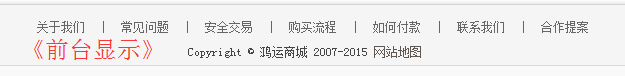 关于我们 | 常见问题 | 安全交易 | 购买流程 | 如何付款 | 联系我们 | 合作提案
《前台显示》 Copyright © 鸿运商城 2007-2015 网站地图